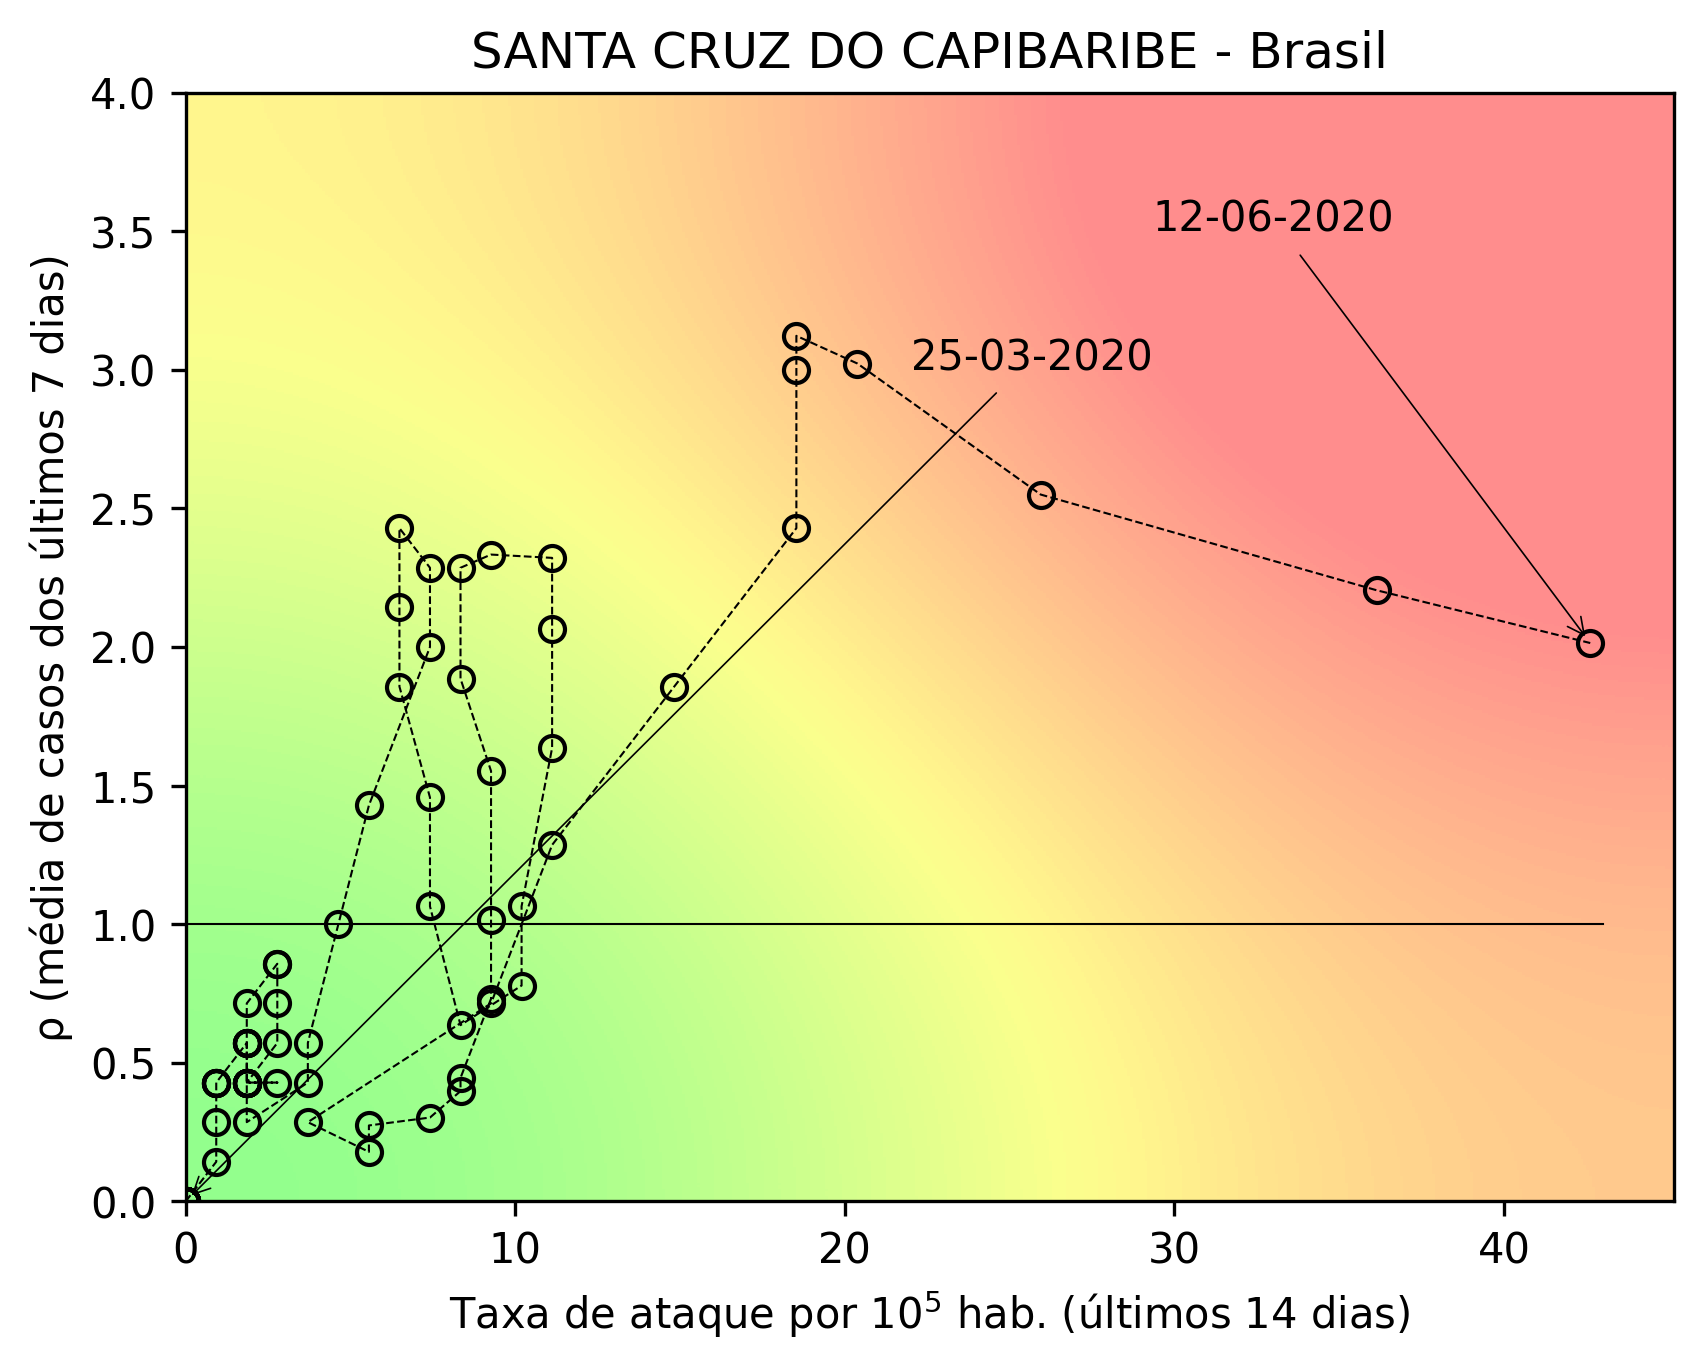 SANTA CRUZ DO CAPIBARIBE - Brasil
4.0
3.5
3.0
2.5
2.0
1.5
1.0
0.5
0.0
ρ (média de casos dos últimos 7 dias)
12-06-2020
25-03-2020
0 10 20 30 40
Taxa de ataque por 10⁵ hab. (últimos 14 dias)